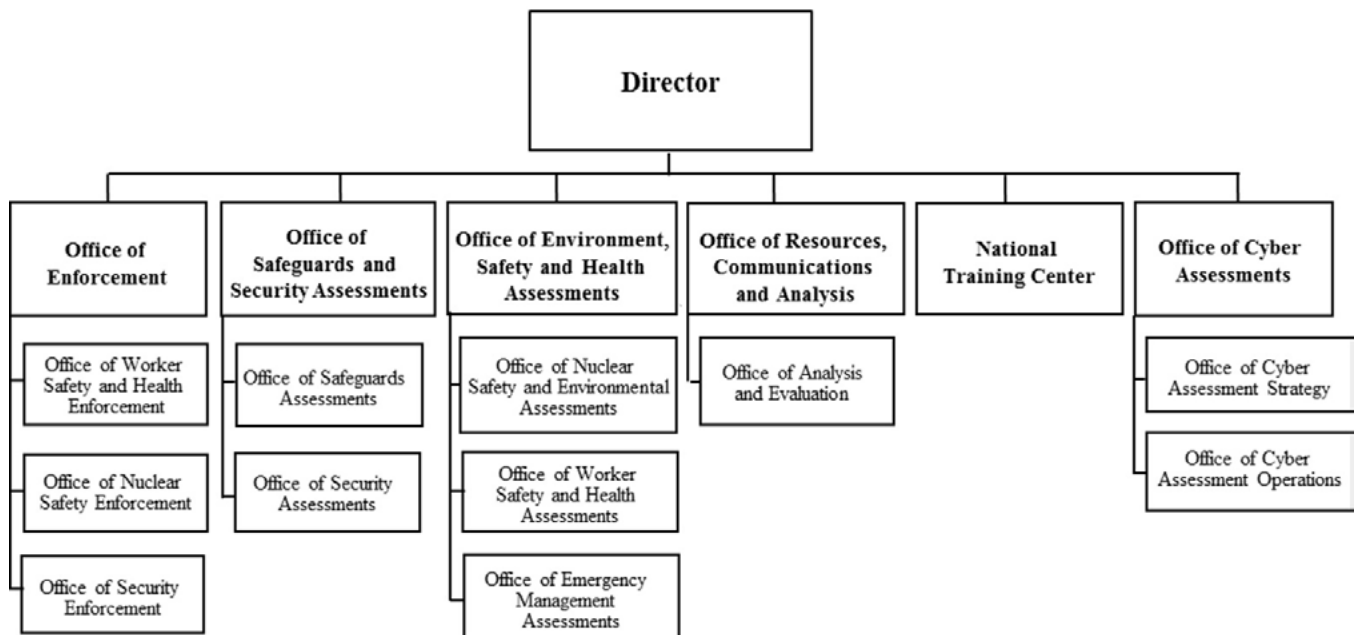 Director
Office of
Enforcement
Office of
Safeguards and
Security Assessments
Office of Environment,
Safety and Health
Assessments
Office of Resources,
Communications
and Analysis
National
Training Center
Office of Cyber
Assessments
Office of Worker
Safety and Health
Enforcement
Office of Nuclear
Safety Enforcement
Office of Security
Enforcement
Office of Safeguards
Assessments
Office of Security
Assessments
Office of Nuclear
Safety and Environmental
Assessments
Office of Worker
Safety and Health
Assessments
Office of Emergency
Management
Assessments
Office of Analysis
and Evaluation
Office of Cyber
Assessment Strategy
Office of Cyber
Assessment Operations